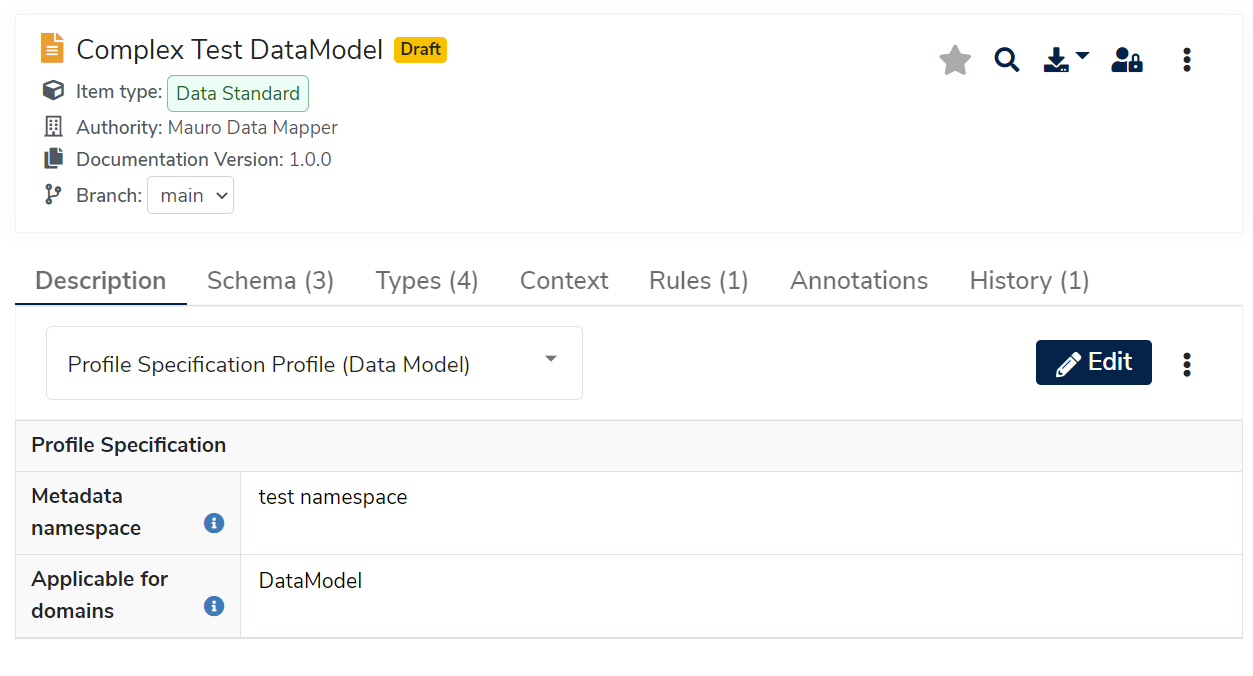 Complex Test DataModel Draft
Item type: Data Standard
Authority: Mauro Data Mapper
Documentation Version: 1.0.0
Branch: main
Description Schema (3) Types (4) Context Rules (1) Annotations History (1)
Profile Specification Profile (Data Model) Edit
Profile Specification
Metadata
namespace
test namespace
Applicable for
domains
DataModel